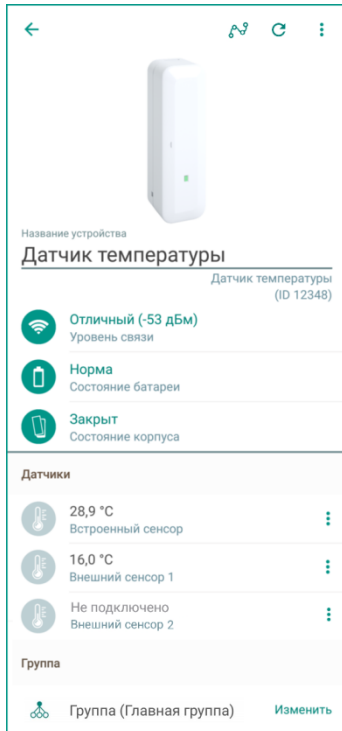 Название устройства
Датчик температуры
Датчик температуры
(ID 12348)
Отличный (-53 дБм)
Уровень связи
Норма
Состояние батареи
Закрыт
Состояние корпуса
Датчики
28,9 °C
Встроенный сенсор
16,0 °C
Внешний сенсор 1
Не подключено
Внешний сенсор 2
Группа
Группа (Главная группа) Изменить